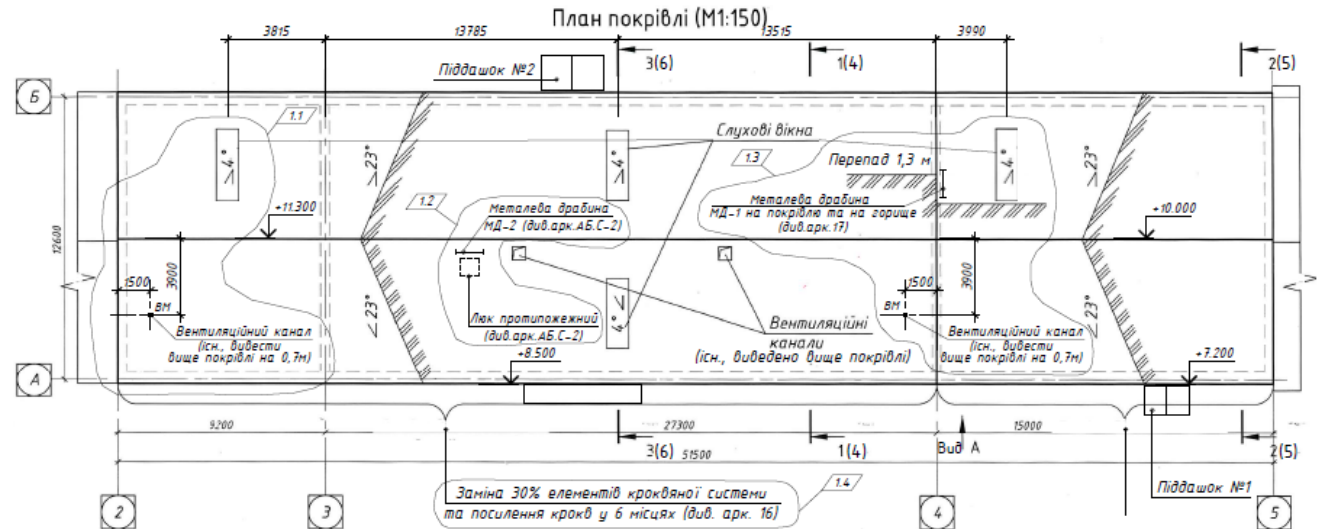 План покрівлі (М1:150)
3815
13785
13515
3990
3(6)
1(4)
2(5)
Піддашок №2
Б
1.1
Слухові вікна
≥4°
≥4°
≥4°
1.3
Перепад 1,3 м
≥23°
≥23°
1.2
Металева драбина
МД-2 (див.арк.АБ.С-2)
Металева драбина
МД-1 на покрівлю та на горище
(див.арк.17)
+11.300
+10.000
12600
1500
3900
ВМ
≥23°
4°
1500
3900
ВМ
≥23°
Вентиляційний канал
(існ., вивести
вище покрівлі на 0,7м)
Люк протипожежний
(див.арк.АБ.С-2)
Вентиляційні
канали
(існ., виведено вище покрівлі)
Вентиляційний канал
(існ., вивести
вище покрівлі на 0,7м)
+8.500
+7.200
А
9200
27300
15000
3(6)
1(4)
Вид А
2(5)
51500
1.4
Заміна 30% елементів кроквяної системи
та посилення кроків у 6 місцях (див. арк. 16)
Піддашок №1
2
3
4
5